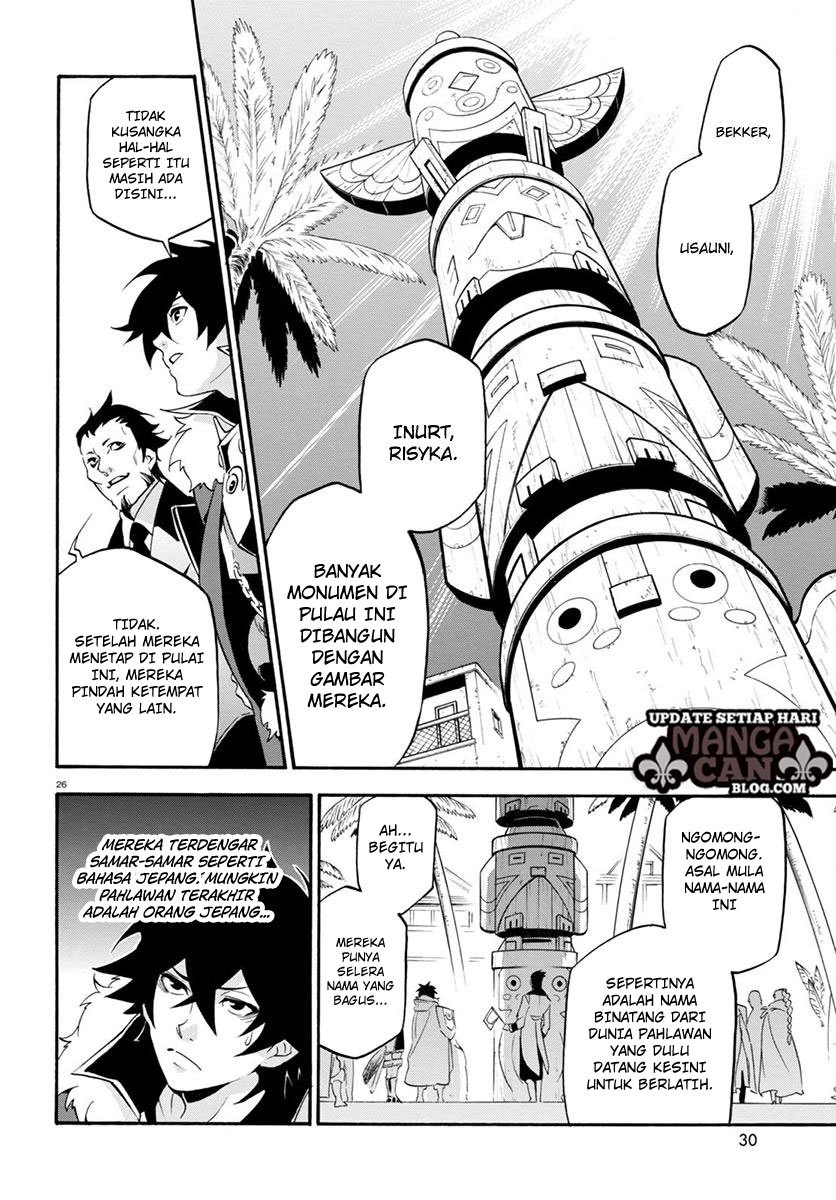 BEKKER,
USAUNI,
INURT,
RISYKA.
BANYAK
MONUMEN DI
PULAU INI
DIBANGUN
DENGAN
GAMBAR
MEREKA.
TIDAK
KUSANGKA
HAL-HAL
SEPERTI ITU
MASIH ADA
DISINI...
TIDAK.
SETELAH MEREKA
MENETAP DI PULAI
INI, MEREKA
PINDAH KETEMPAT
YANG LAIN.
UPDATE SETIAP HARI
MANGA
CAN
BLOG.COM
26
NGOMONG-
NGOMONG.
ASAL MULA
NAMA-NAMA
INI
SEPERTINYA
ADALAH NAMA
BINATANG DARI
DUNIA PAHLAWAN
YANG DULU
DATANG KESINI
UNTUK BERLATIH.
AH...
BEGITU
YA.
MEREKA
PUNYA
SELERA
NAMA YANG
BAGUS...
MEREKA TERDENGAR
SAMAR-SAMAR SEPERTI
BAHASA JEPANG.' MUNGKIN
PAHLAWAN TERAKHIR
ADALAH ORANG JEPANG...
30